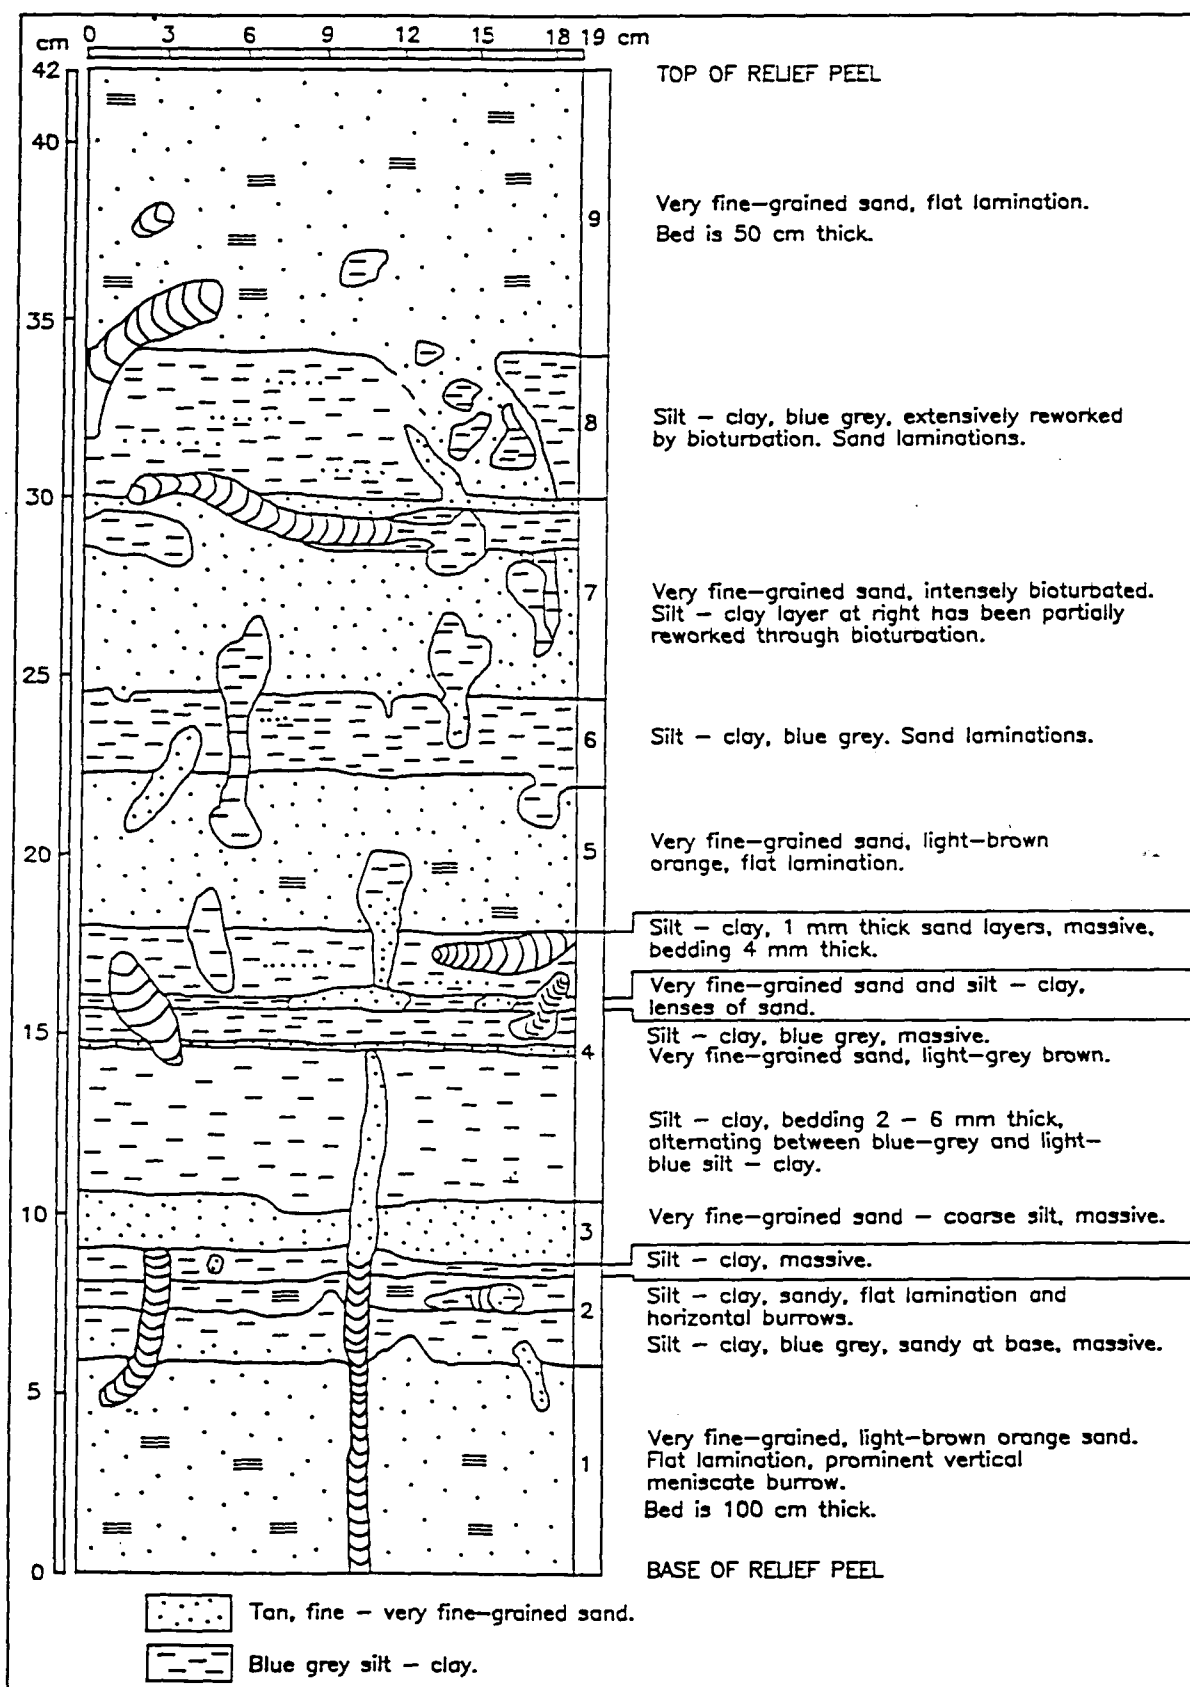 cm 0 3 6 9 12 15 18 19 cm
42
TOP OF RELIEF PEEL
40
Very fine-grained sand, flat lamination.
9
Bed is 50 cm thick.
35
8
Silt - clay, blue grey, extensively reworked
by bioturbation. Sand laminations.
30
7
Very fine-grained sand, intensely bioturbated.
Silt - clay layer at right has been partially
reworked through bioturbation.
25
6
Silt - clay, blue grey. Sand laminations.
20
5
Very fine-grained sand, light-brown
orange, flat lamination.
Silt - clay, 1 mm thick sand layers, massive,
bedding 4 mm thick.
Very fine-grained sand and silt - clay,
lenses of sand.
15
Silt - clay, blue grey, massive.
4
Very fine-grained sand, light-grey brown.
Silt - clay, bedding 2 - 6 mm thick,
alternating between blue-grey and light-
blue silt - clay.
10
3
Very fine-grained sand - coarse silt, massive.
Silt - clay, massive.
2
Silt - clay, sandy, flat lamination and
horizontal burrows.
Silt - clay, blue grey, sandy at base, massive.
5
1
Very fine-grained, light-brown orange sand.
Flat lamination, prominent vertical
meniscate burrow.
Bed is 100 cm thick.
0
BASE OF RELIEF PEEL
Tan, fine - very fine-grained sand.
Blue grey silt - clay.